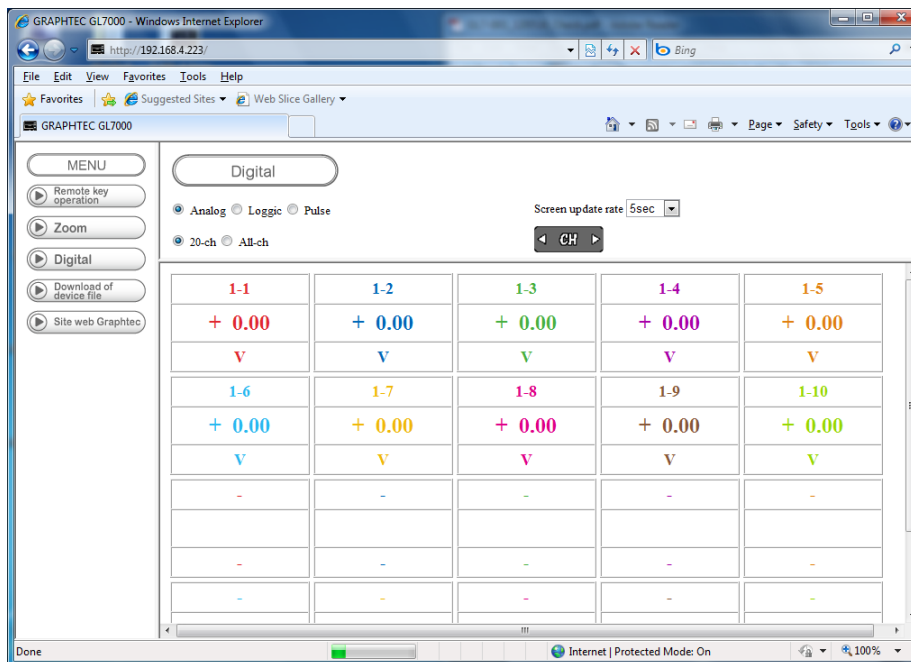 GRAPHTEC GL7000 - Windows Internet Explorer
http://192.168.4.223/
Bing
File Edit View Favorites Tools Help
Favorites Suggested Sites Web Slice Gallery
GRAPHTEC GL7000 Page Safety Tools
MENU
Remote key
operation
Zoom
Digital
Download of
device file
Site web Graphtec
Digital
Analog Loggic Pulse
Screen update rate 5sec
20-ch All-ch
CH
1-1 1-2 1-3 1-4 1-5
+ 0.00 + 0.00 + 0.00 + 0.00 + 0.00
V V V V V
1-6 1-7 1-8 1-9 1-10
+ 0.00 + 0.00 + 0.00 + 0.00 + 0.00
V V V V V
- - - - -
- - - - -
- - - - -
Done Internet | Protected Mode: On 100%